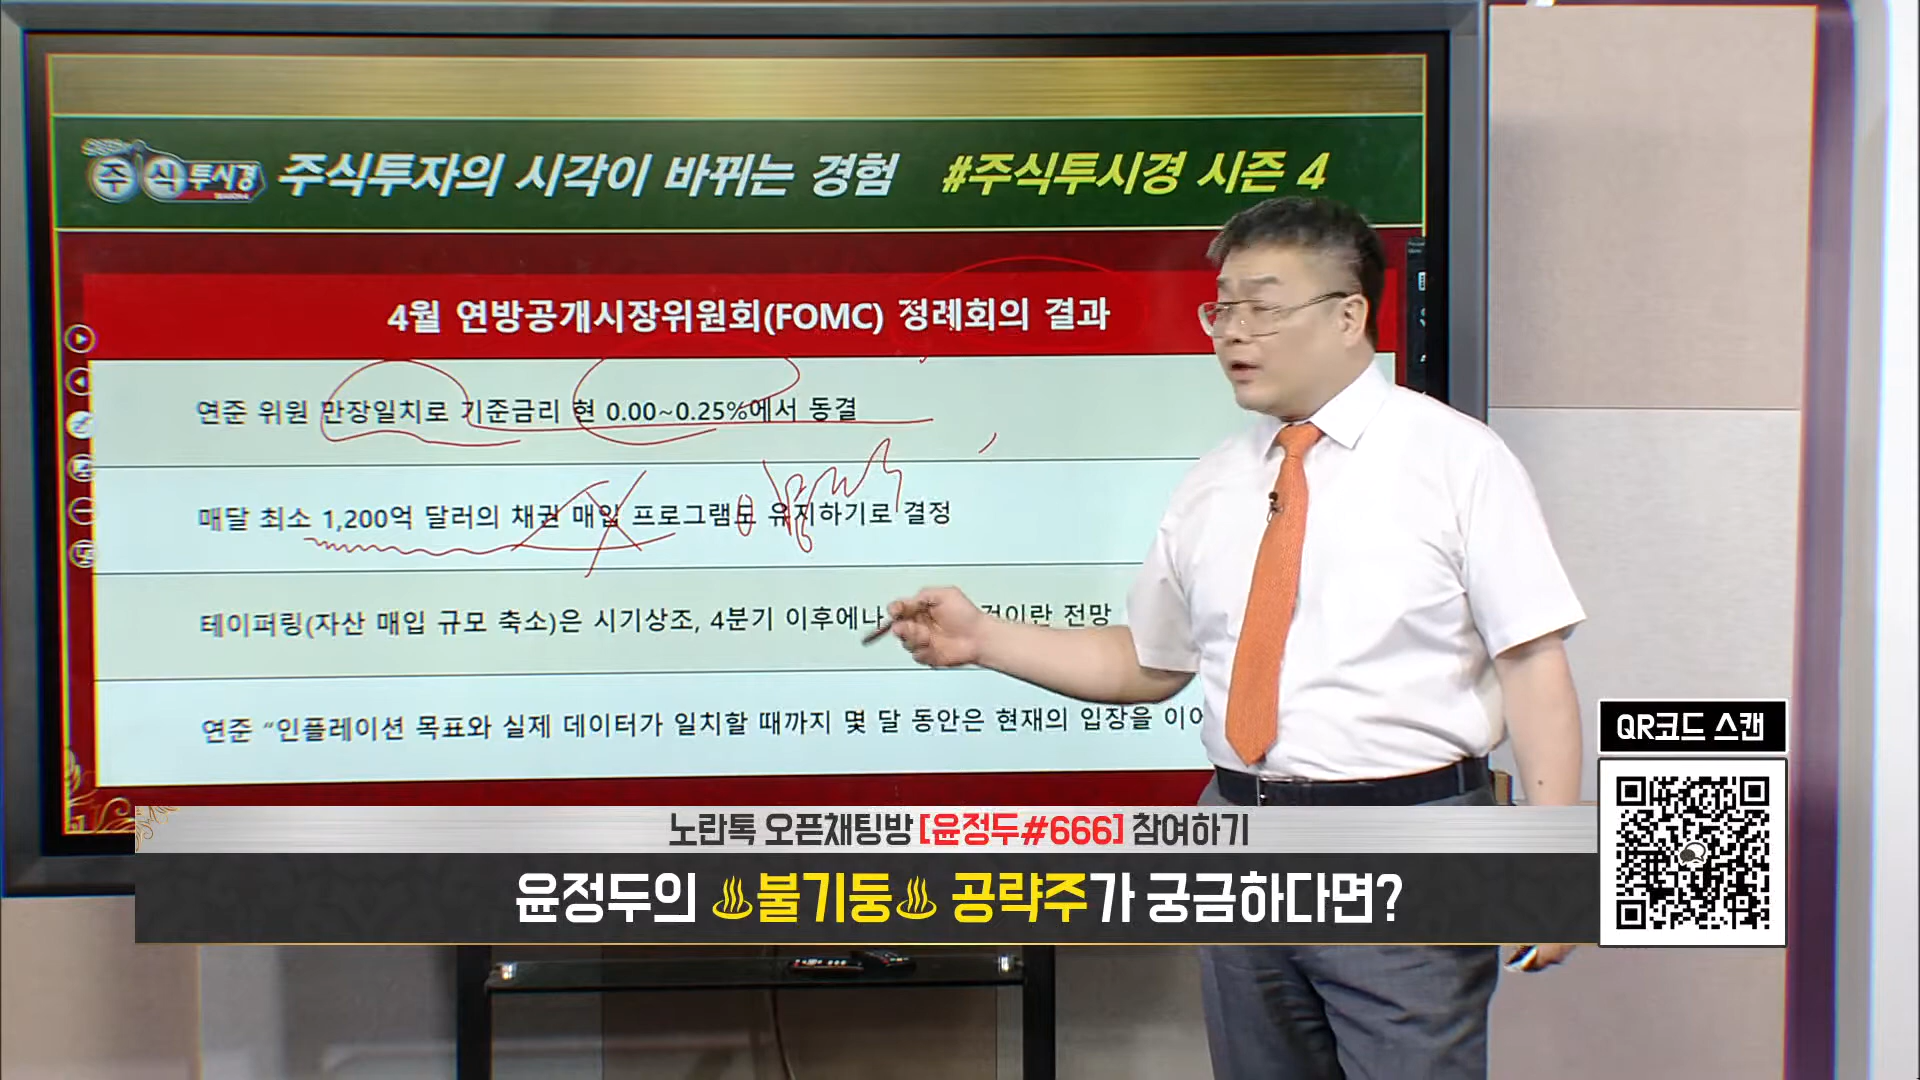 주식투시경 주식투자의 시각이 바뀌는 경험 #주식투시경 시즌 4
4월 연방공개시장위원회(FOMC) 정례회의 결과
연준 위원 만장일치로 기준금리 현 0.00~0.25%에서 동결
매달 최소 1,200억 달러의 채권 매입 프로그램도 유지하기로 결정
테이퍼링(자산 매입 규모 축소)은 시기상조, 4분기 이후에나 것이란 전망
연준 “인플레이션 목표와 실제 데이터가 일치할 때까지 몇 달 동안은 현재의 입장을 이어
QR코드 스캔
노란톡 오픈채팅방 [윤정두#666] 참여하기
윤정두의 ♨불기둥♨ 공략주가 궁금하다면?